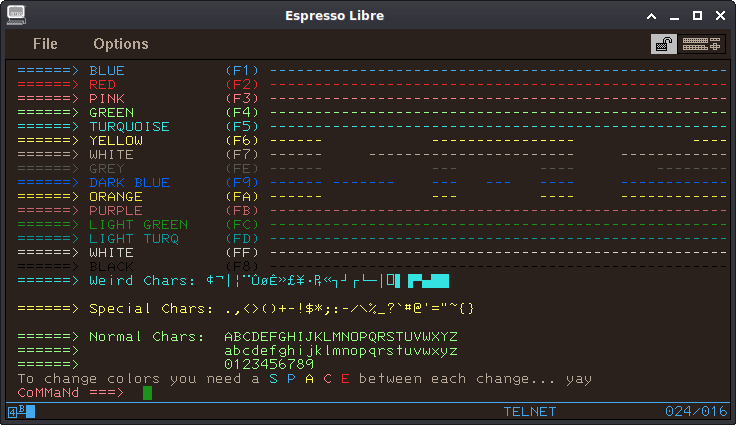 Espresso Libre
File Options
======> BLUE (F1) ---------------------------------------------------
======> RED (F2) ---------------------------------------------------
======> PINK (F3) ---------------------------------------------------
======> GREEN (F4) ---------------------------------------------------
======> TURQUOISE (F5) ---------------------------------------------------
======> YELLOW (F6) ------ ---------------- ----
======> WHITE (F7) ------ ---------------------------- ------------
======> GREY (FE) ------ --- ----
======> DARK BLUE (F9) ------ ------- --- --- ---- ------------
======> ORANGE (FA) ------ --- ---- ------------
======> PURPLE (FB) ---------------------------------------------------
======> LIGHT GREEN (FC) ---------------------------------------------------
======> LIGHT TURQ (FD) ---------------------------------------------------
======> WHITE (FF) ------ --- ---- ------------
======> BLACK (F8)
======> Weird Chars: ¢¬|¦¨ÛøÊ»£¥·₧«┐┘┌└─│
======> Special Chars: .,<>()+-!$*;:-/\%_?`#@'="~{}
======> Normal Chars: ABCDEFGHIJKLMNOPQRSTUVWXYZ
======> abcdefghijklmnopqrstuvwxyz
======> 0123456789
To change colors you need a S P A C E between each change... yay
CoMMaNd ===>
4B TELNET 024/016